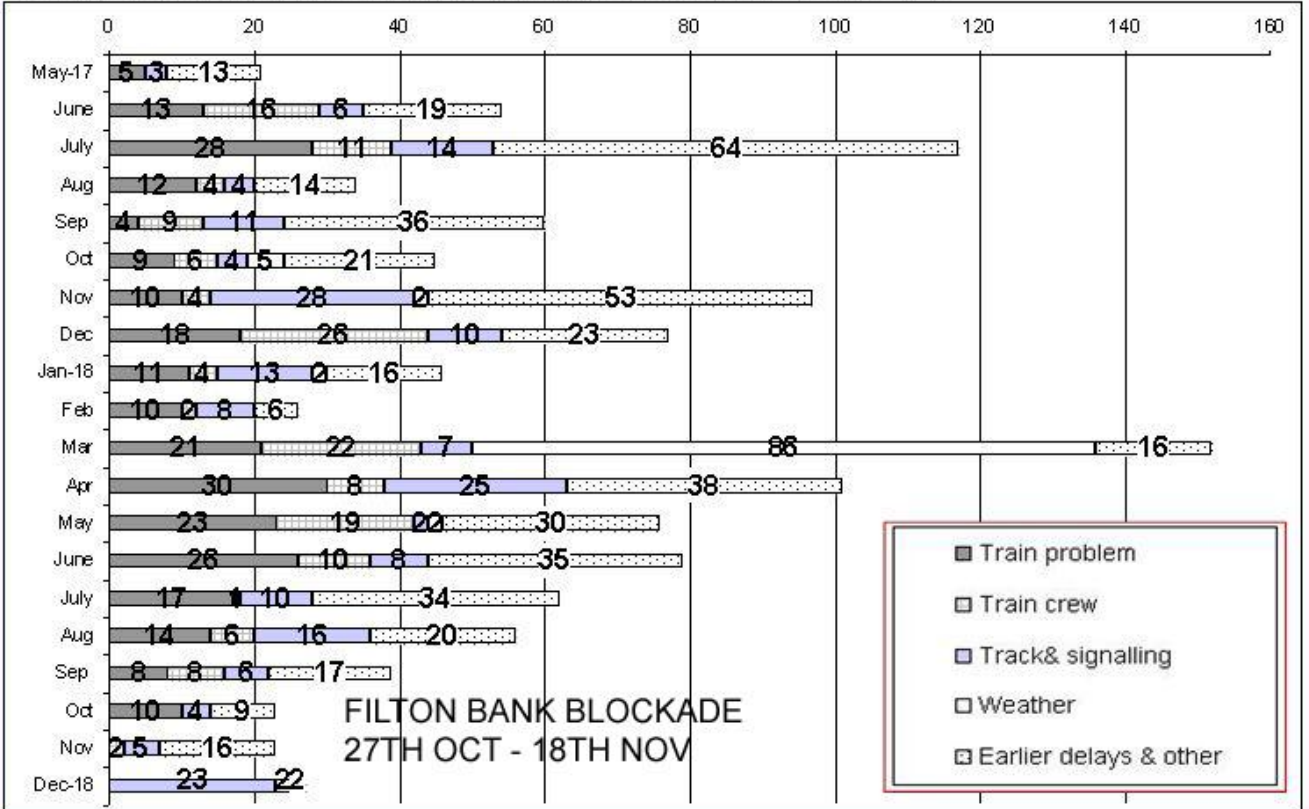 0 20 40 60 80 100 120 140 160
May-17 5 3 13
June 13 16 6 19
July 28 11 14 64
Aug 12 4 4 14
Sep 4 9 11 36
Oct 9 6 4 5 21
Nov 10 4 28 2 53
Dec 18 26 10 23
Jan-18 11 4 13 2 16
Feb 10 2 8 6
Mar 21 22 7 86 16
Apr 30 8 25 38
May 23 19 2 2 30
June 26 10 8 35
July 17 1 10 34
Aug 14 6 16 20
Sep 8 8 6 17
Oct 10 4 9
Nov 2 5 16
Dec-18 23 22
FILTON BANK BLOCKADE
27TH OCT - 18TH NOV
Train problem
Train crew
Track& signalling
Weather
Earlier delays & other